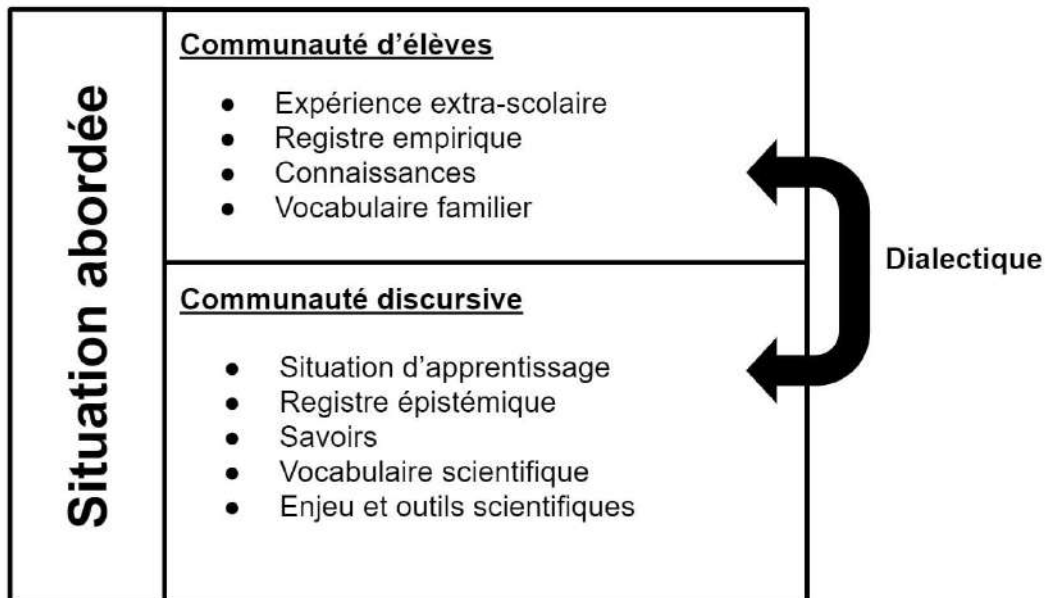 Situation abordée
Communauté d'élèves
● Expérience extra-scolaire
● Registre empirique
● Connaissances
● Vocabulaire familier
Dialectique
Communauté discursive
● Situation d'apprentissage
● Registre épistémique
● Savoirs
● Vocabulaire scientifique
● Enjeu et outils scientifiques